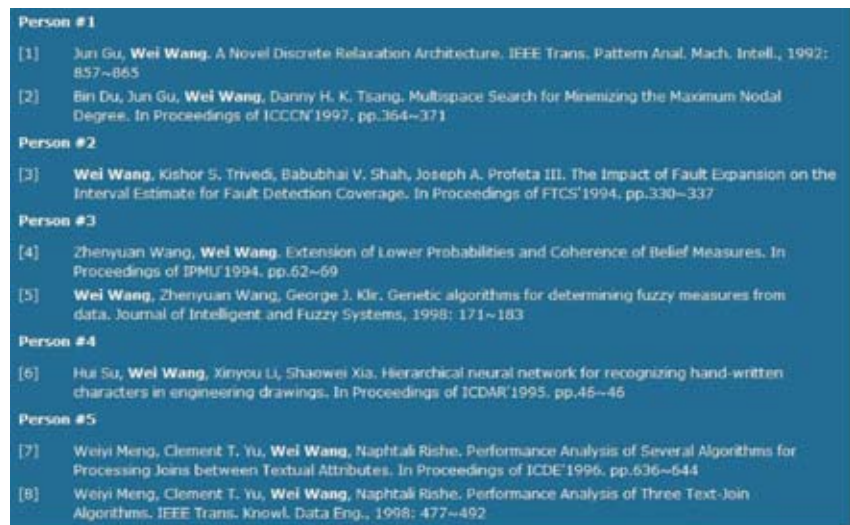 Person #1
[1] Jun Gu, Wei Wang. A Novel Discrete Relaxation Architecture. IEEE Trans. Pattern Anal. Mach. Intell., 1992:
857~865
[2] Bin Du, Jun Gu, Wei Wang, Danny H. K. Tsang. Multispace Search for Minimizing the Maximum Nodal
Degree. In Proceedings of ICCCN'1997. pp.364~371
Person #2
[3] Wei Wang, Kishor S. Trivedi, Babubhai V. Shah, Joseph A. Profeta III. The Impact of Fault Expansion on the
Interval Estimate for Fault Detection Coverage. In Proceedings of FTCS'1994. pp.330~337
Person #3
[4] Zhenyuan Wang, Wei Wang. Extension of Lower Probabilities and Coherence of Belief Measures. In
Proceedings of IPMU'1994. pp.62~69
[5] Wei Wang, Zhenyuan Wang, George J. Klir. Genetic algorithms for determining fuzzy measures from
data. Journal of Intelligent and Fuzzy Systems, 1998: 171~183
Person #4
[6] Hui Su, Wei Wang, Xinyou Li, Shaowei Xia. Hierarchical neural network for recognizing hand-written
characters in engineering drawings. In Proceedings of ICDAR'1995. pp.46~46
Person #5
[7] Weiyi Meng, Clement T. Yu, Wei Wang, Naphtali Rishe. Performance Analysis of Several Algorithms for
Processing Joins between Textual Attributes. In Proceedings of ICDE'1996. pp.636~644
[8] Weiyi Meng, Clement T. Yu, Wei Wang, Naphtali Rishe. Performance Analysis of Three Text-Join
Algorithms. IEEE Trans. Knowl. Data Eng., 1998: 477~492